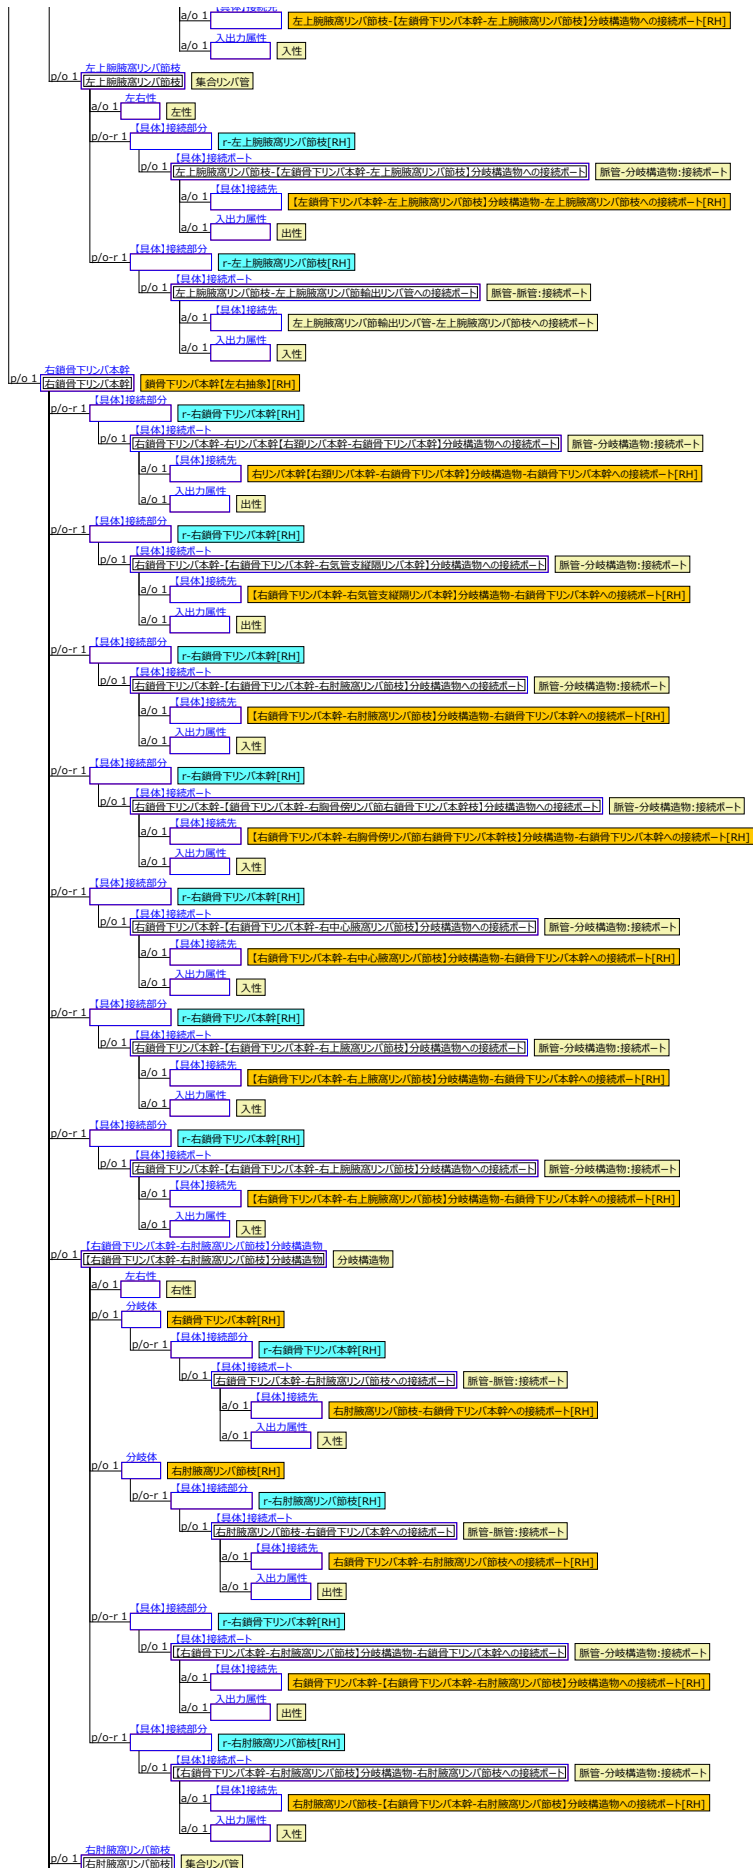 【具体】接続先
a/o 1 左上腕腋窩リンパ節枝-【左鎖骨下リンパ本幹-左上腕腋窩リンパ節枝】分岐構造物への接続ポート[RH]
入出力属性
a/o 1 入性
左上腕腋窩リンパ節枝
p/o 1 左上腕腋窩リンパ節枝 集合リンパ管
左右性
a/o 1 左性
【具体】接続部分
p/o-r 1 r-左上腕腋窩リンパ節枝[RH]
【具体】接続ポート
p/o 1 左上腕腋窩リンパ節枝-【左鎖骨下リンパ本幹-左上腕腋窩リンパ節枝】分岐構造物への接続ポート 脈管-分岐構造物:接続ポート
【具体】接続先
a/o 1 【左鎖骨下リンパ本幹-左上腕腋窩リンパ節枝】分岐構造物-左上腕腋窩リンパ節枝への接続ポート[RH]
入出力属性
a/o 1 出性
【具体】接続部分
p/o-r 1 r-左上腕腋窩リンパ節枝[RH]
【具体】接続ポート
p/o 1 左上腕腋窩リンパ節枝-左上腕腋窩リンパ節輸出リンパ管への接続ポート 脈管-脈管:接続ポート
【具体】接続先
a/o 1 左上腕腋窩リンパ節輸出リンパ管-左上腕腋窩リンパ節枝への接続ポート
入出力属性
a/o 1 入性
右鎖骨下リンパ本幹
p/o 1 右鎖骨下リンパ本幹 鎖骨下リンパ本幹【左右抽象】[RH]
【具体】接続部分
p/o-r 1 r-右鎖骨下リンパ本幹[RH]
【具体】接続ポート
p/o 1 右鎖骨下リンパ本幹-右リンパ本幹【右頚リンパ本幹-右鎖骨下リンパ本幹】分岐構造物への接続ポート 脈管-分岐構造物:接続ポート
【具体】接続先
a/o 1 右リンパ本幹【右頚リンパ本幹-右鎖骨下リンパ本幹】分岐構造物-右鎖骨下リンパ本幹への接続ポート[RH]
入出力属性
a/o 1 出性
【具体】接続部分
p/o-r 1 r-右鎖骨下リンパ本幹[RH]
【具体】接続ポート
p/o 1 右鎖骨下リンパ本幹-【右鎖骨下リンパ本幹-右気管支縦隔リンパ本幹】分岐構造物への接続ポート 脈管-分岐構造物:接続ポート
【具体】接続先
a/o 1 【右鎖骨下リンパ本幹-右気管支縦隔リンパ本幹】分岐構造物-右鎖骨下リンパ本幹への接続ポート[RH]
入出力属性
a/o 1 出性
【具体】接続部分
p/o-r 1 r-右鎖骨下リンパ本幹[RH]
【具体】接続ポート
p/o 1 右鎖骨下リンパ本幹-【右鎖骨下リンパ本幹-右肘腋窩リンパ節枝】分岐構造物への接続ポート 脈管-分岐構造物:接続ポート
【具体】接続先
a/o 1 【右鎖骨下リンパ本幹-右肘腋窩リンパ節枝】分岐構造物-右鎖骨下リンパ本幹への接続ポート[RH]
入出力属性
a/o 1 入性
【具体】接続部分
p/o-r 1 r-右鎖骨下リンパ本幹[RH]
【具体】接続ポート
p/o 1 右鎖骨下リンパ本幹-【鎖骨下リンパ本幹-右胸骨傍リンパ節右鎖骨下リンパ本幹枝】分岐構造物への接続ポート 脈管-分岐構造物:接続ポート
【具体】接続先
a/o 1 【右鎖骨下リンパ本幹-右胸骨傍リンパ節右鎖骨下リンパ本幹枝】分岐構造物-右鎖骨下リンパ本幹への接続ポート[RH]
入出力属性
a/o 1 入性
【具体】接続部分
p/o-r 1 r-右鎖骨下リンパ本幹[RH]
【具体】接続ポート
p/o 1 右鎖骨下リンパ本幹-【右鎖骨下リンパ本幹-右中心腋窩リンパ節枝】分岐構造物への接続ポート 脈管-分岐構造物:接続ポート
【具体】接続先
a/o 1 【右鎖骨下リンパ本幹-右中心腋窩リンパ節枝】分岐構造物-右鎖骨下リンパ本幹への接続ポート[RH]
入出力属性
a/o 1 入性
【具体】接続部分
p/o-r 1 r-右鎖骨下リンパ本幹[RH]
【具体】接続ポート
p/o 1 右鎖骨下リンパ本幹-【右鎖骨下リンパ本幹-右上腋窩リンパ節枝】分岐構造物への接続ポート 脈管-分岐構造物:接続ポート
【具体】接続先
a/o 1 【右鎖骨下リンパ本幹-右上腋窩リンパ節枝】分岐構造物-右鎖骨下リンパ本幹への接続ポート[RH]
入出力属性
a/o 1 入性
【具体】接続部分
p/o-r 1 r-右鎖骨下リンパ本幹[RH]
【具体】接続ポート
p/o 1 右鎖骨下リンパ本幹-【右鎖骨下リンパ本幹-右上腕腋窩リンパ節枝】分岐構造物への接続ポート 脈管-分岐構造物:接続ポート
【具体】接続先
a/o 1 【右鎖骨下リンパ本幹-右上腕腋窩リンパ節枝】分岐構造物-右鎖骨下リンパ本幹への接続ポート[RH]
入出力属性
a/o 1 入性
【右鎖骨下リンパ本幹-右肘腋窩リンパ節枝】分岐構造物
p/o 1 【右鎖骨下リンパ本幹-右肘腋窩リンパ節枝】分岐構造物 分岐構造物
左右性
a/o 1 右性
分岐体
p/o 1 右鎖骨下リンパ本幹[RH]
【具体】接続部分
p/o-r 1 r-右鎖骨下リンパ本幹[RH]
【具体】接続ポート
p/o 1 右鎖骨下リンパ本幹-右肘腋窩リンパ節枝への接続ポート 脈管-脈管:接続ポート
【具体】接続先
a/o 1 右肘腋窩リンパ節枝-右鎖骨下リンパ本幹への接続ポート[RH]
入出力属性
a/o 1 入性
分岐体
p/o 1 右肘腋窩リンパ節枝[RH]
【具体】接続部分
p/o-r 1 r-右肘腋窩リンパ節枝[RH]
【具体】接続ポート
p/o 1 右肘腋窩リンパ節枝-右鎖骨下リンパ本幹への接続ポート 脈管-脈管:接続ポート
【具体】接続先
a/o 1 右鎖骨下リンパ本幹-右肘腋窩リンパ節枝への接続ポート[RH]
入出力属性
a/o 1 出性
【具体】接続部分
p/o-r 1 r-右鎖骨下リンパ本幹[RH]
【具体】接続ポート
p/o 1 【右鎖骨下リンパ本幹-右肘腋窩リンパ節枝】分岐構造物-右鎖骨下リンパ本幹への接続ポート 脈管-分岐構造物:接続ポート
【具体】接続先
a/o 1 右鎖骨下リンパ本幹-【右鎖骨下リンパ本幹-右肘腋窩リンパ節枝】分岐構造物への接続ポート[RH]
入出力属性
a/o 1 出性
【具体】接続部分
p/o-r 1 r-右肘腋窩リンパ節枝[RH]
【具体】接続ポート
p/o 1 【右鎖骨下リンパ本幹-右肘腋窩リンパ節枝】分岐構造物-右肘腋窩リンパ節枝への接続ポート 脈管-分岐構造物:接続ポート
【具体】接続先
a/o 1 右肘腋窩リンパ節枝-【右鎖骨下リンパ本幹-右肘腋窩リンパ節枝】分岐構造物への接続ポート[RH]
入出力属性
a/o 1 入性
右肘腋窩リンパ節枝
p/o 1 右肘腋窩リンパ節枝 集合リンパ管